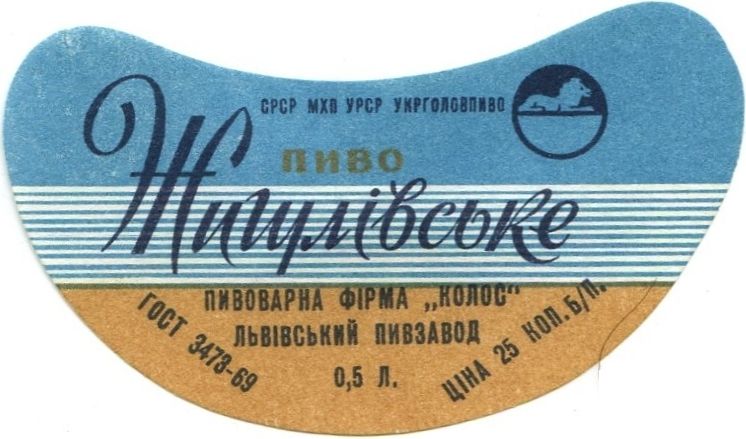 СРСР МХП УРСР УКРГОЛОВПИВО
ПИВО
Жигулівське
ПИВОВАРНА ФІРМА „КОЛОС“
ЛЬВІВСЬКИЙ ПИВЗАВОД
ГОСТ 3473-69
0,5 Л.
ЦІНА 25 КОП. Б/П.